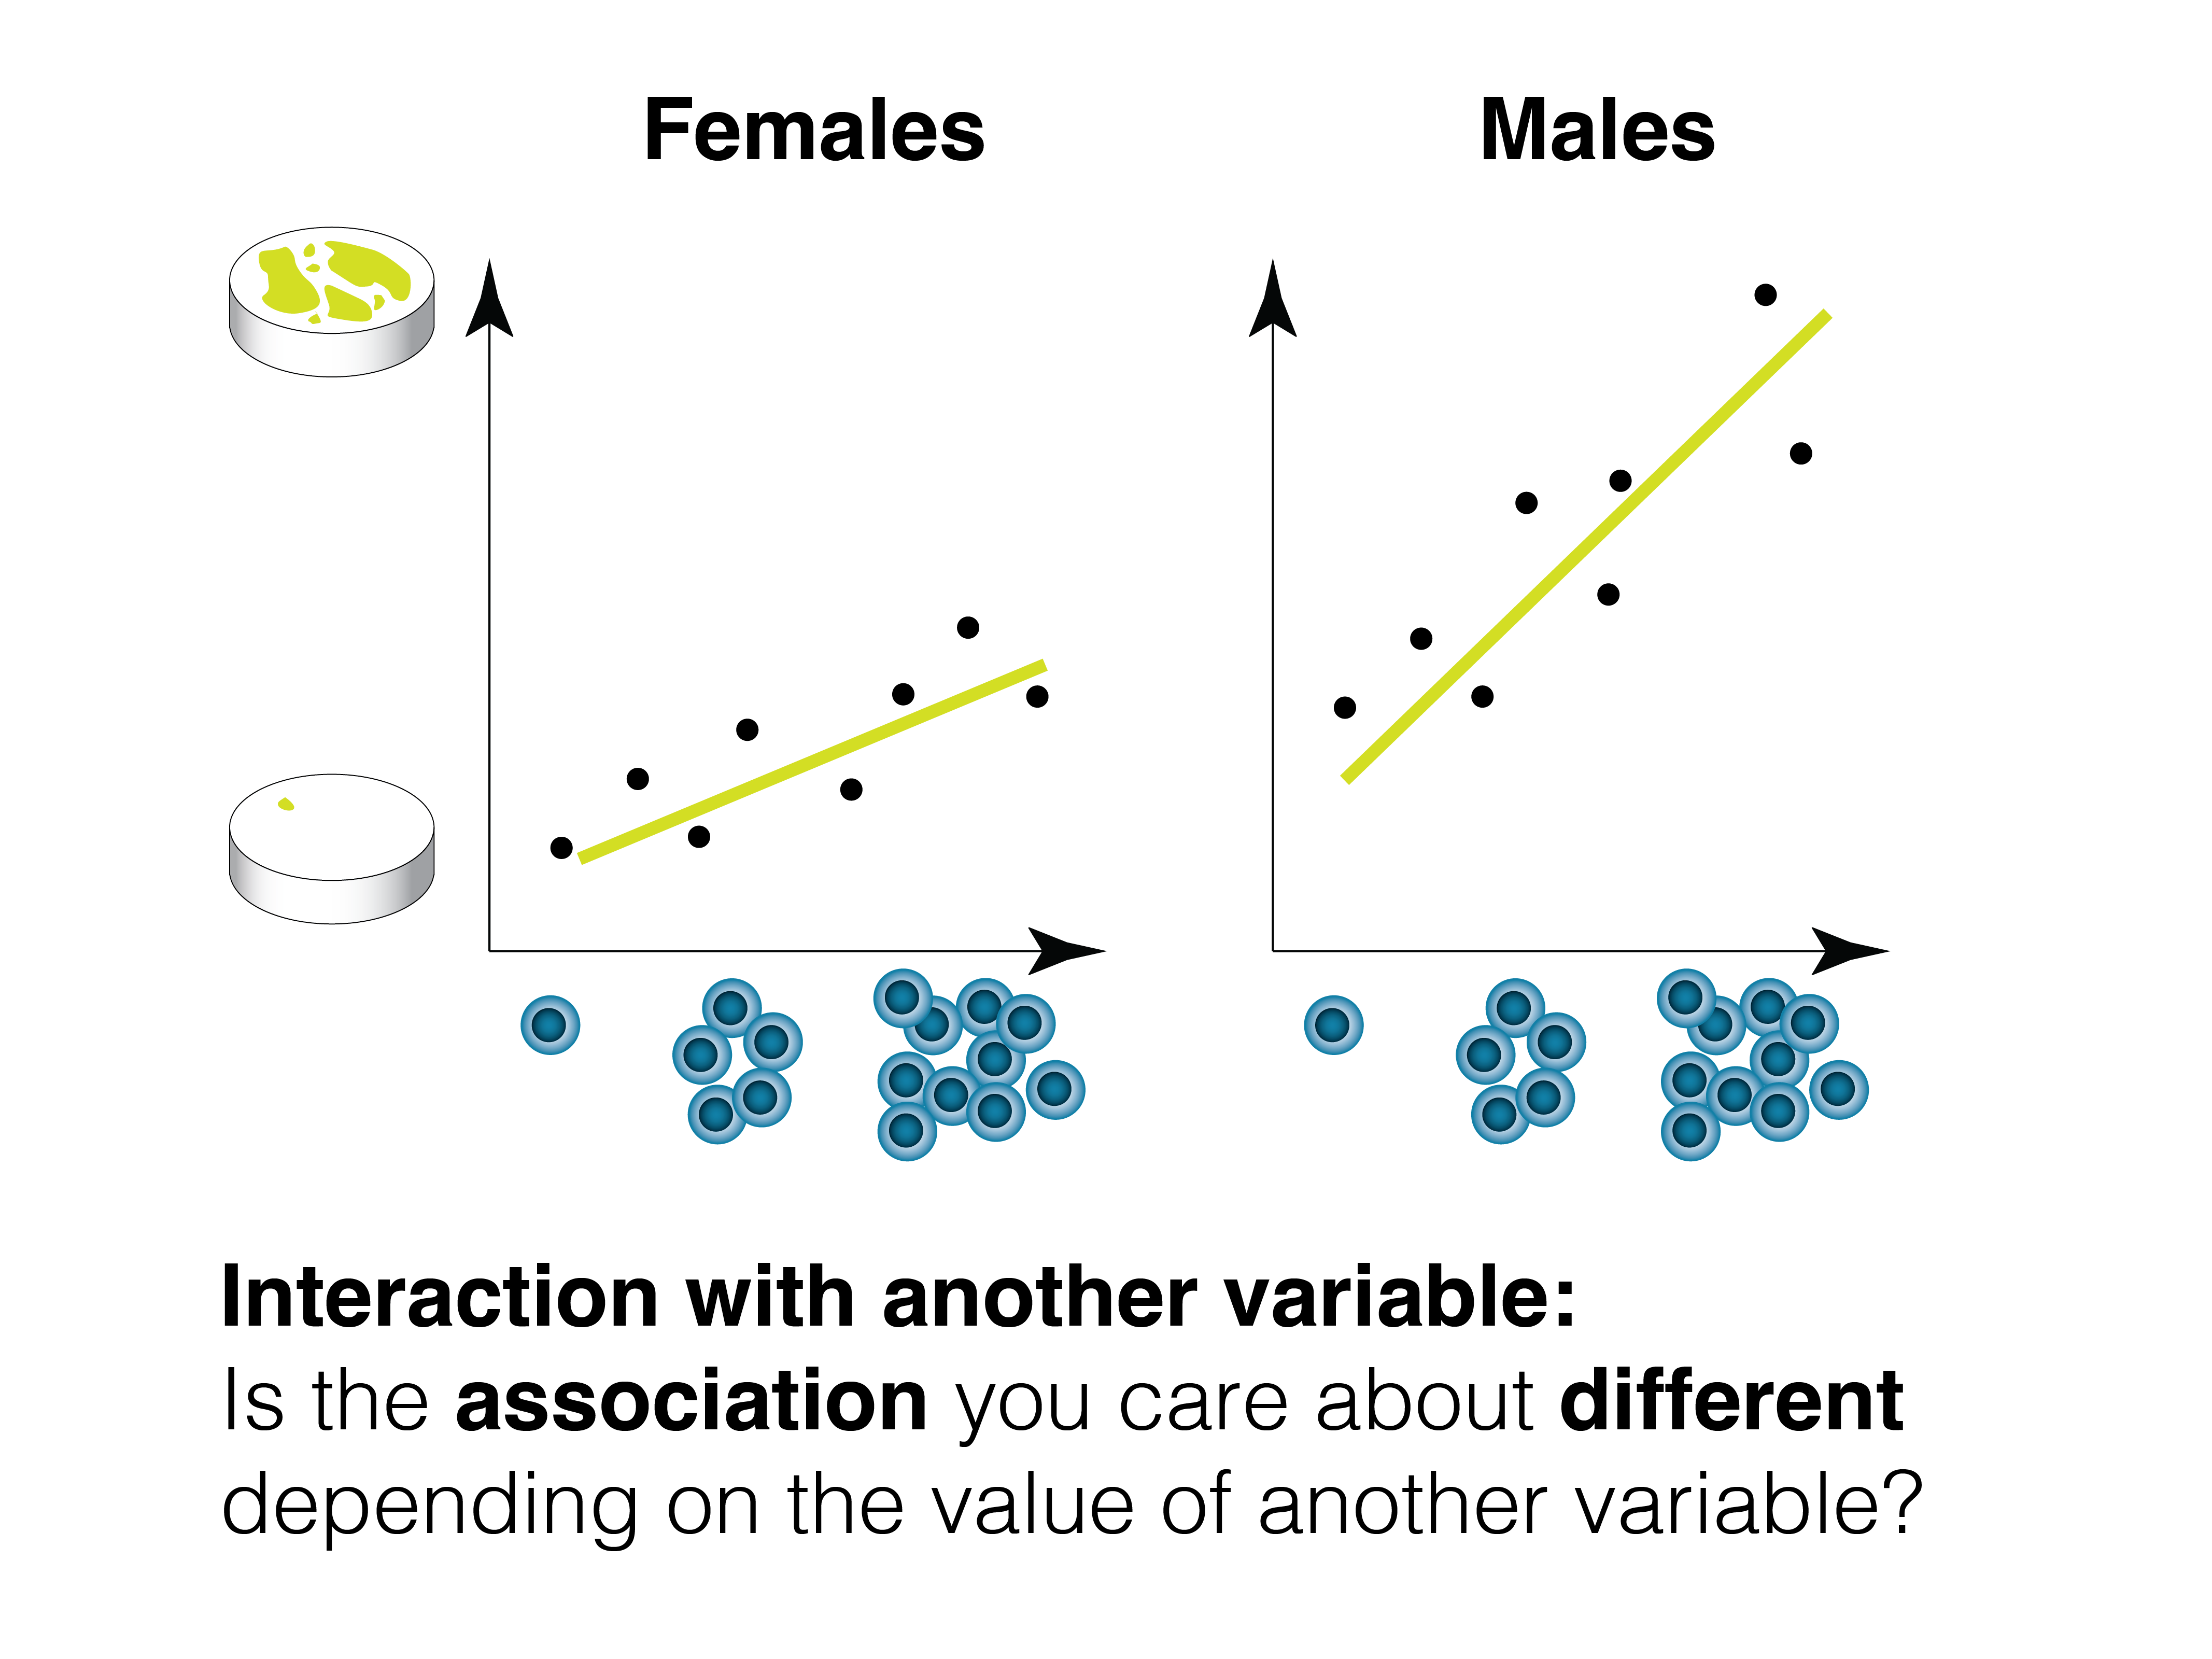 Females
Males
Interaction with another variable:
Is the association you care about different
depending on the value of another variable?